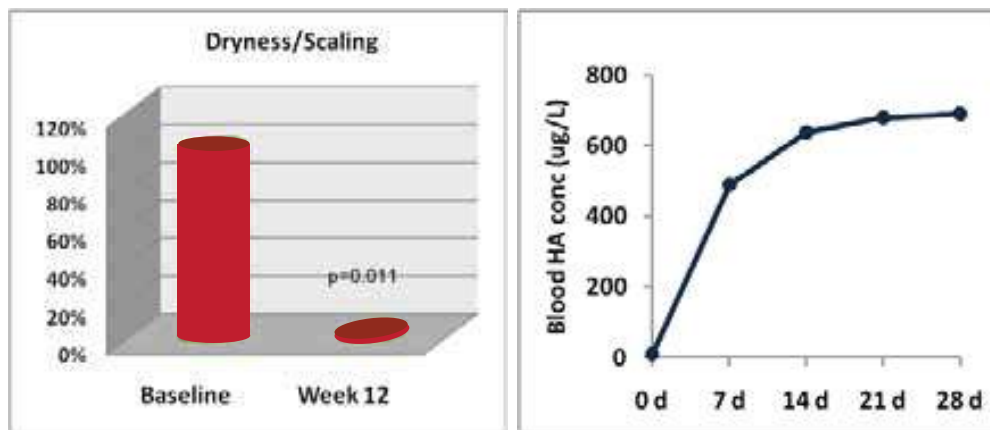 Dryness/Scaling
120%
100%
80%
60%
40%
20%
0%
p=0.011
Baseline Week 12
Blood HA conc (ug/L)
800
600
400
200
0
0 d 7 d 14 d 21 d 28 d